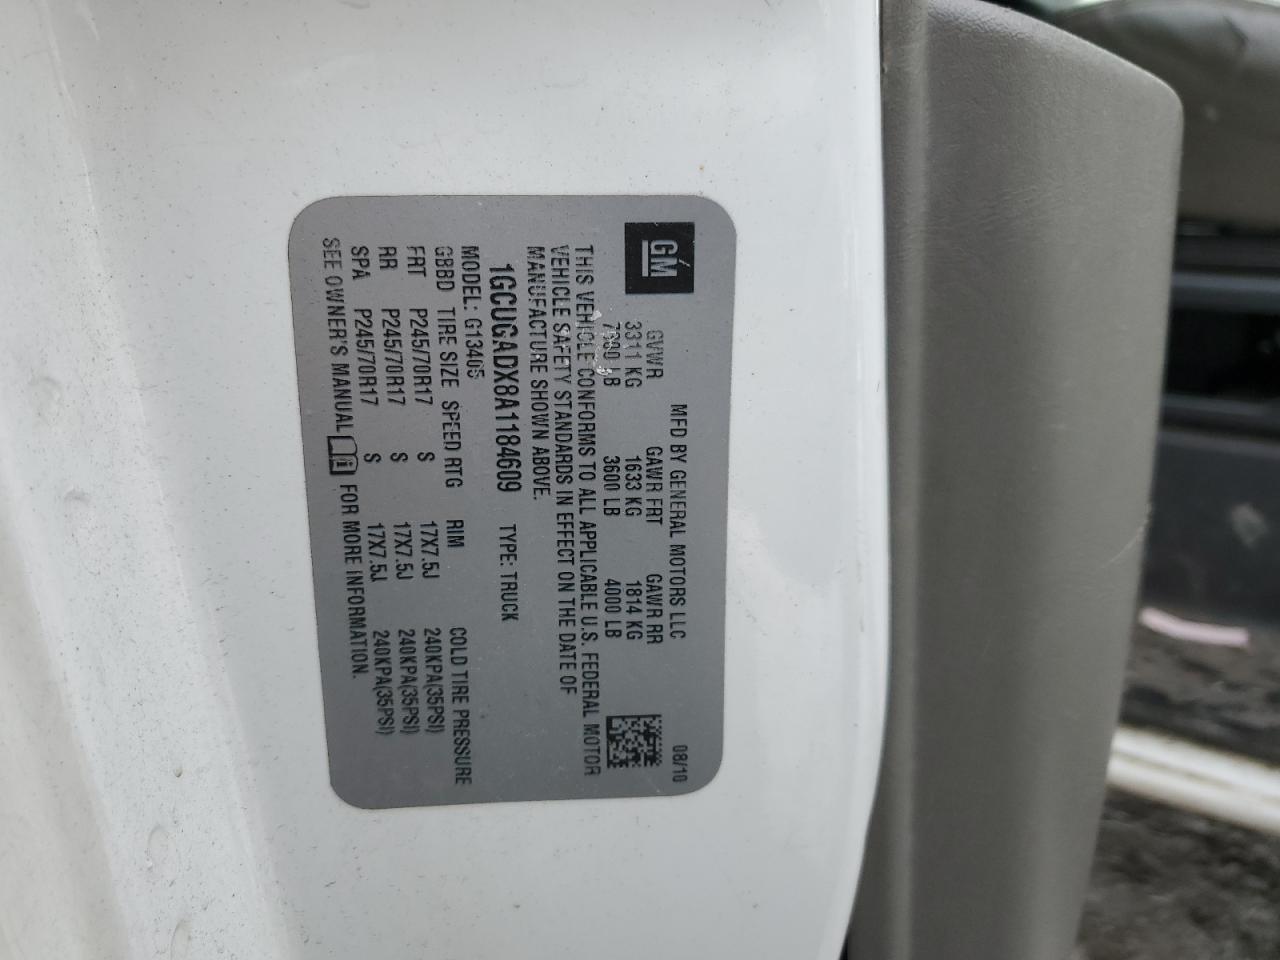 GM
MFD BY GENERAL MOTORS LLC 08/10
GVWR GAWR FRT GAWR RR
3311 KG 1633 KG 1814 KG
7300 LB 3600 LB 4000 LB
THIS VEHICLE CONFORMS TO ALL APPLICABLE U.S. FEDERAL MOTOR
VEHICLE SAFETY STANDARDS IN EFFECT ON THE DATE OF
MANUFACTURE SHOWN ABOVE.
1GCUGADX8A1184609 TYPE: TRUCK
MODEL: G13405
GBBD TIRE SIZE SPEED RTG RIM COLD TIRE PRESSURE
FRT P245/70R17 S 17X7.5J 240KPA(35PSI)
RR P245/70R17 S 17X7.5J 240KPA(35PSI)
SPA P245/70R17 S 17X7.5J 240KPA(35PSI)
SEE OWNER'S MANUAL FOR MORE INFORMATION.